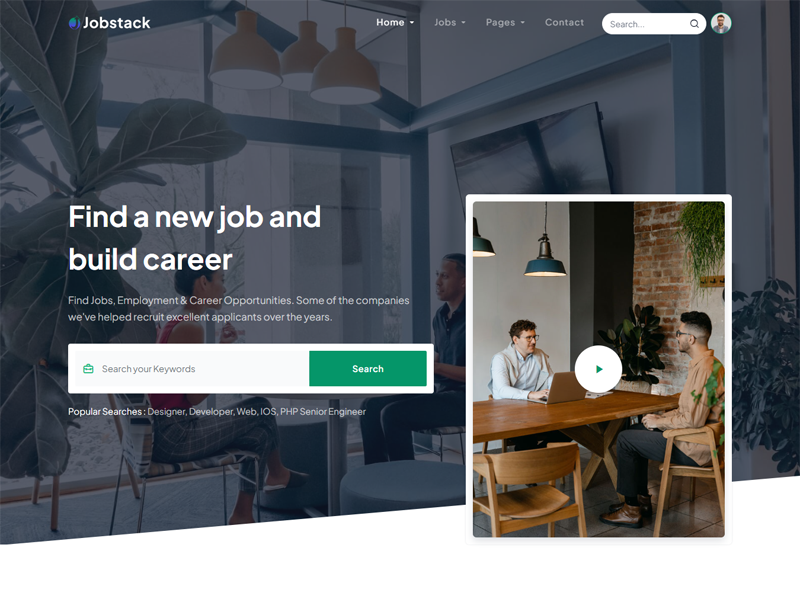 Jobstack
Home Jobs Pages Contact Search...
Find a new job and
build career
Find Jobs, Employment & Career Opportunities. Some of the companies
we've helped recruit excellent applicants over the years.
Search your Keywords Search
Popular Searches : Designer, Developer, Web, IOS, PHP Senior Engineer